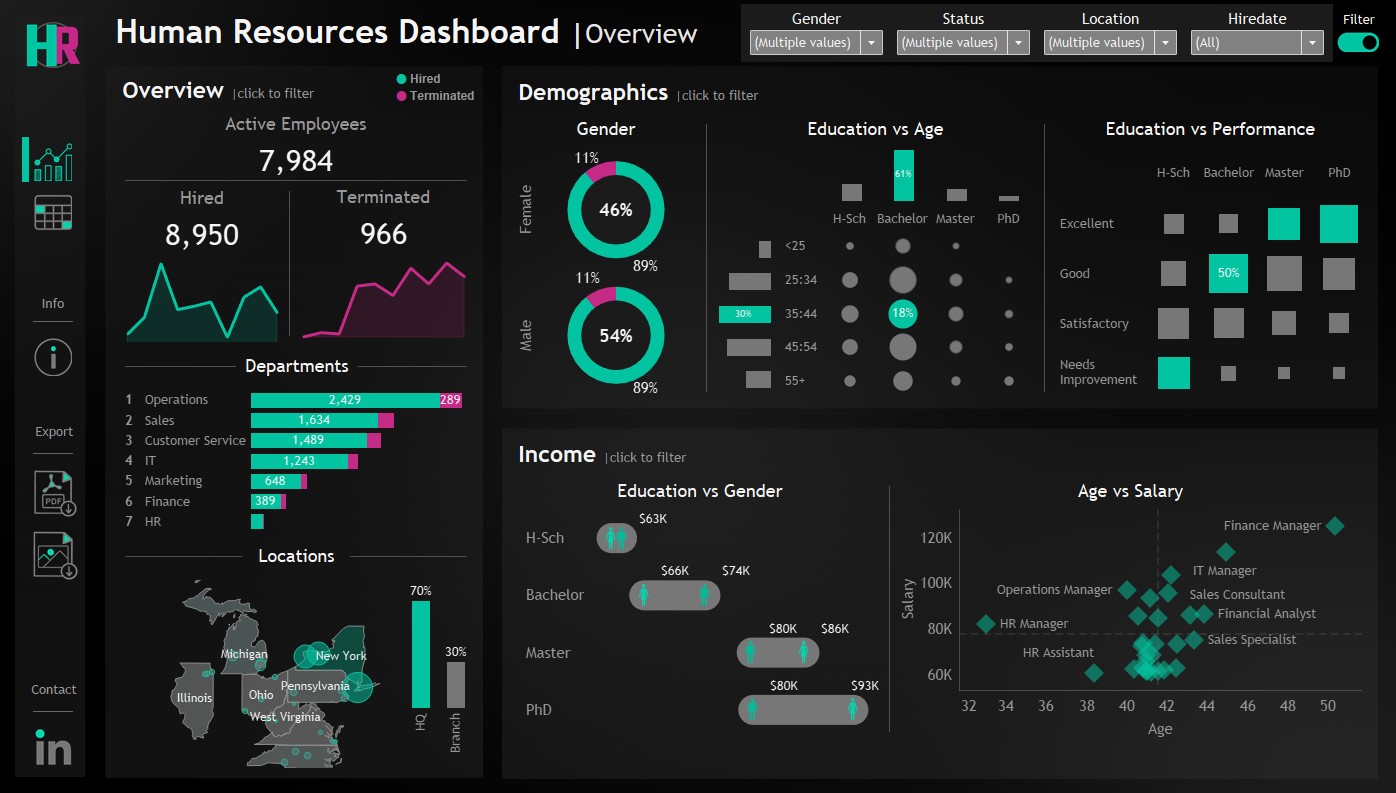 HR
Human Resources Dashboard |Overview
Gender
Status
Location
Hiredate
Filter
(Multiple values)
(Multiple values)
(Multiple values)
(All)
Info
Export
PDF
Contact
in
Overview |click to filter
Hired
Terminated
Active Employees
7,984
Hired
Terminated
8,950
966
Departments
1 Operations 2,429 289
2 Sales 1,634
3 Customer Service 1,489
4 IT 1,243
5 Marketing 648
6 Finance 389
7 HR
Locations
Michigan
New York
Illinois
Ohio
Pennsylvania
West Virginia
70%
30%
HQ
Branch
Demographics |click to filter
Gender
11%
Female
46%
89%
11%
Male
54%
89%
Education vs Age
61%
H-Sch Bachelor Master PhD
<25
25:34
30% 35:44 18%
45:54
55+
Education vs Performance
H-Sch Bachelor Master PhD
Excellent
Good 50%
Satisfactory
Needs
Improvement
Income |click to filter
Education vs Gender
H-Sch $63K
Bachelor $66K $74K
Master $80K $86K
PhD $80K $93K
Age vs Salary
Salary
120K
100K
80K
60K
Finance Manager
IT Manager
Operations Manager
Sales Consultant
Financial Analyst
HR Manager
Sales Specialist
HR Assistant
32 34 36 38 40 42 44 46 48 50
Age